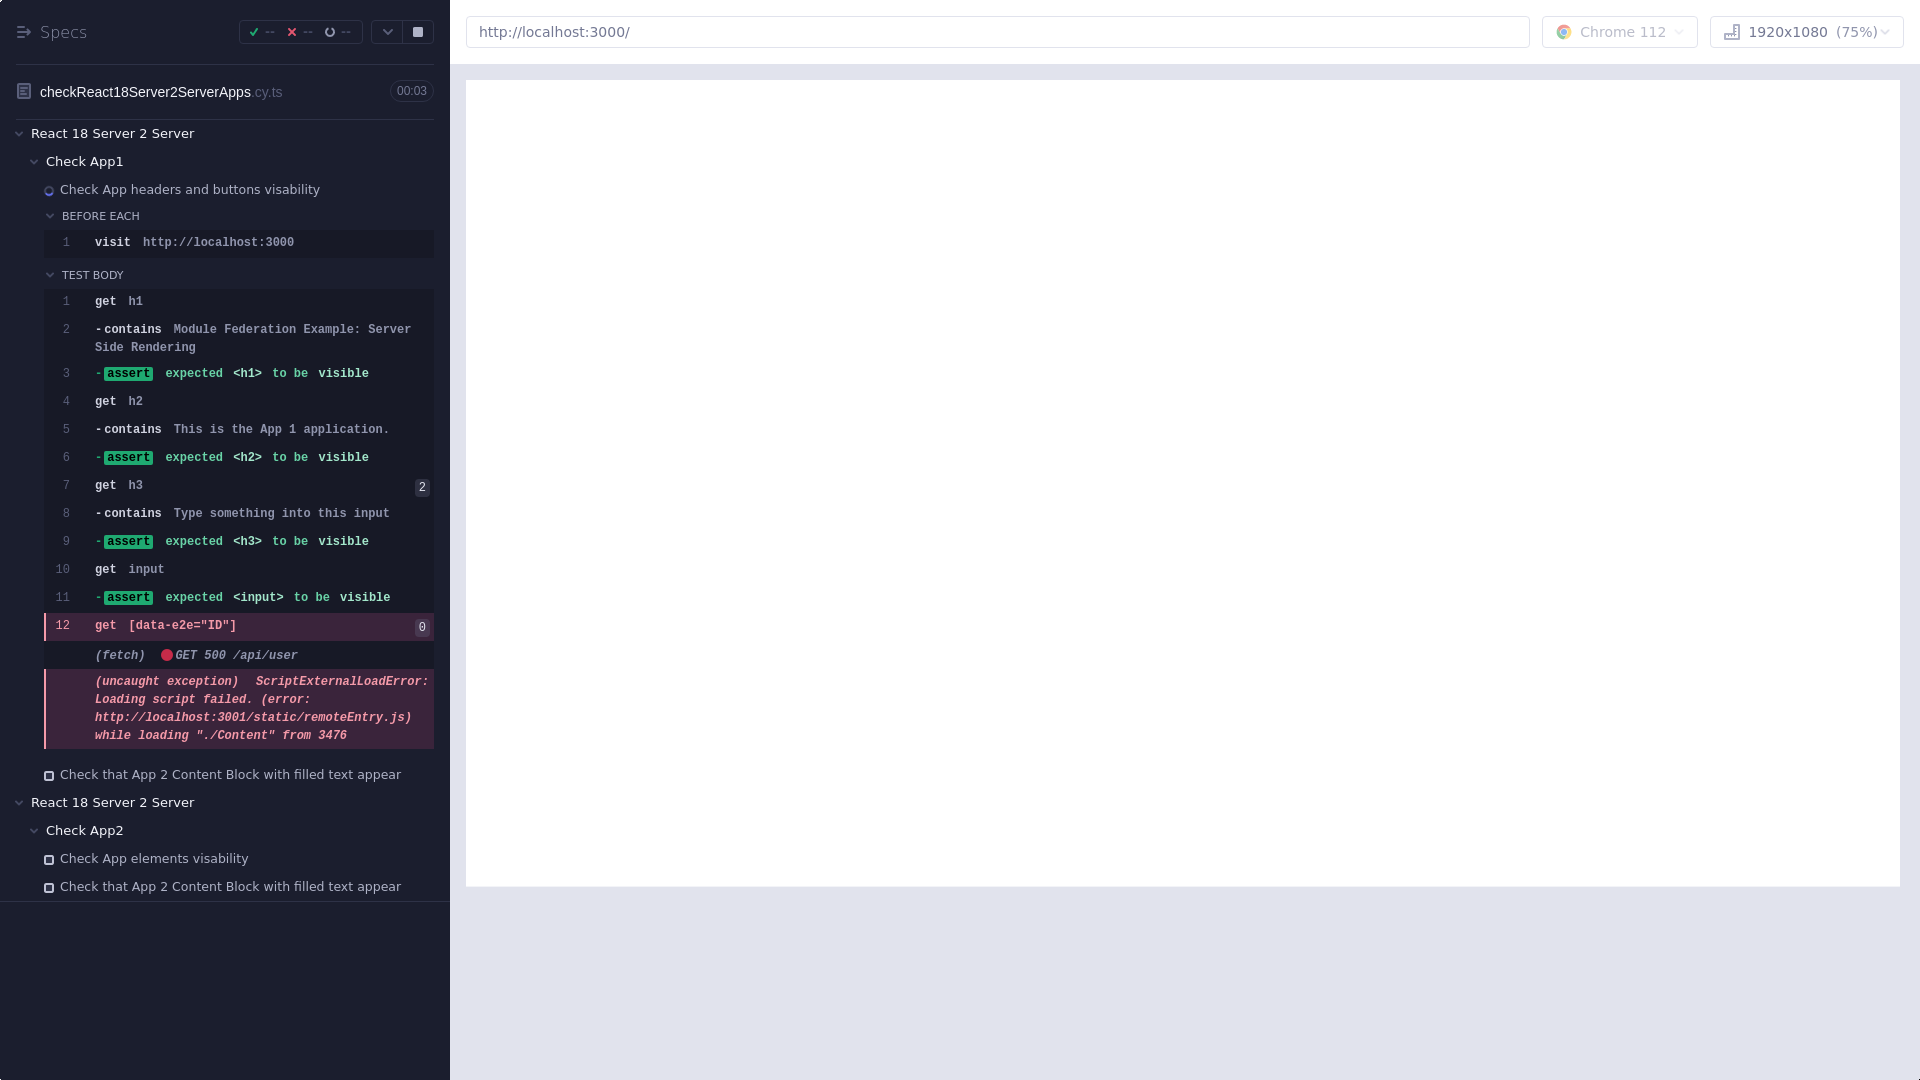 Specs -- -- --
checkReact18Server2ServerApps.cy.ts 00:03
React 18 Server 2 Server
Check App1
Check App headers and buttons visability
BEFORE EACH
1 visit http://localhost:3000
TEST BODY
1 get h1
2 -contains Module Federation Example: Server
Side Rendering
3 -assert expected <h1> to be visible
4 get h2
5 -contains This is the App 1 application.
6 -assert expected <h2> to be visible
7 get h3 2
8 -contains Type something into this input
9 -assert expected <h3> to be visible
10 get input
11 -assert expected <input> to be visible
12 get [data-e2e="ID"] 0
(fetch) GET 500 /api/user
(uncaught exception) ScriptExternalLoadError:
Loading script failed. (error:
http://localhost:3001/static/remoteEntry.js)
while loading "./Content" from 3476
Check that App 2 Content Block with filled text appear
React 18 Server 2 Server
Check App2
Check App elements visability
Check that App 2 Content Block with filled text appear
http://localhost:3000/
Chrome 112
1920x1080 (75%)